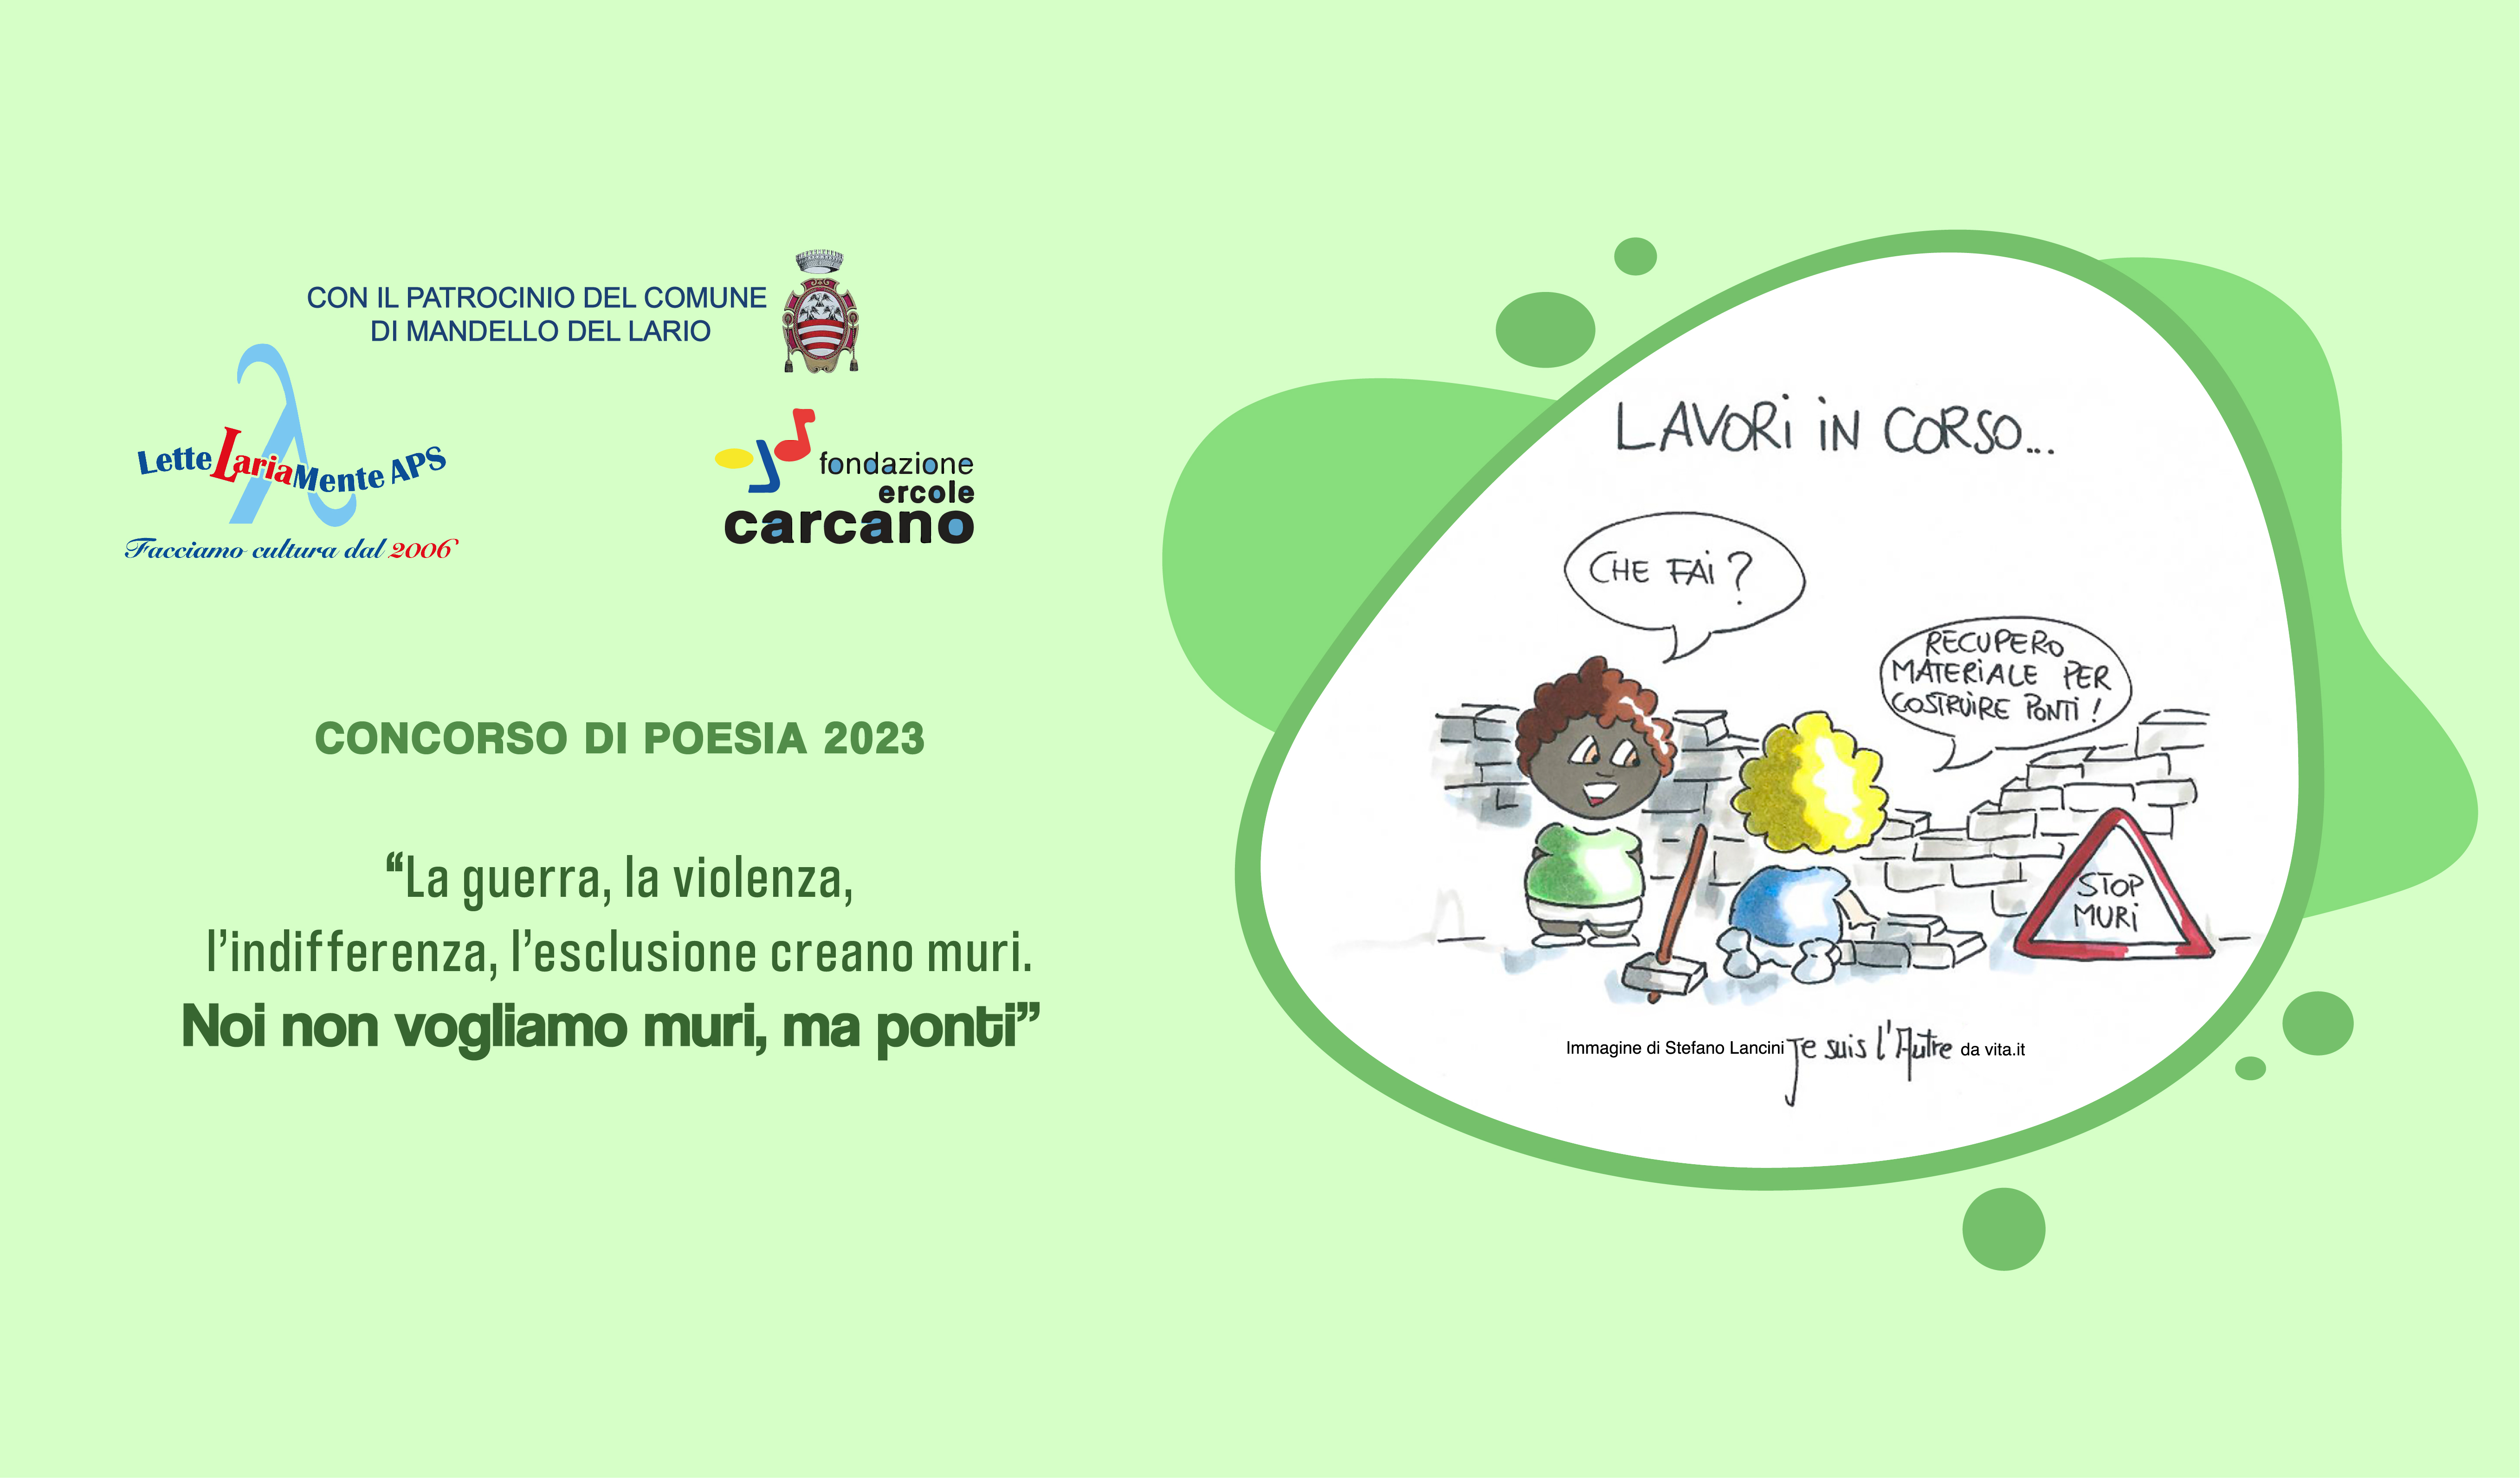 CON IL PATROCINIO DEL COMUNE
DI MANDELLO DEL LARIO
LetteLariaMente APS
Facciamo cultura dal 2006
fondazione
ercole
carcano
CONCORSO DI POESIA 2023
“La guerra, la violenza,
l’indifferenza, l’esclusione creano muri.
Noi non vogliamo muri, ma ponti”
LAVORi iN CORSO...
CHE FAi?
RECUPERO
MATERiALE PER
COSTRUiRE PONTi!
STOP
MURi
Immagine di Stefano Lancini Je suis l'Autre da vita.it